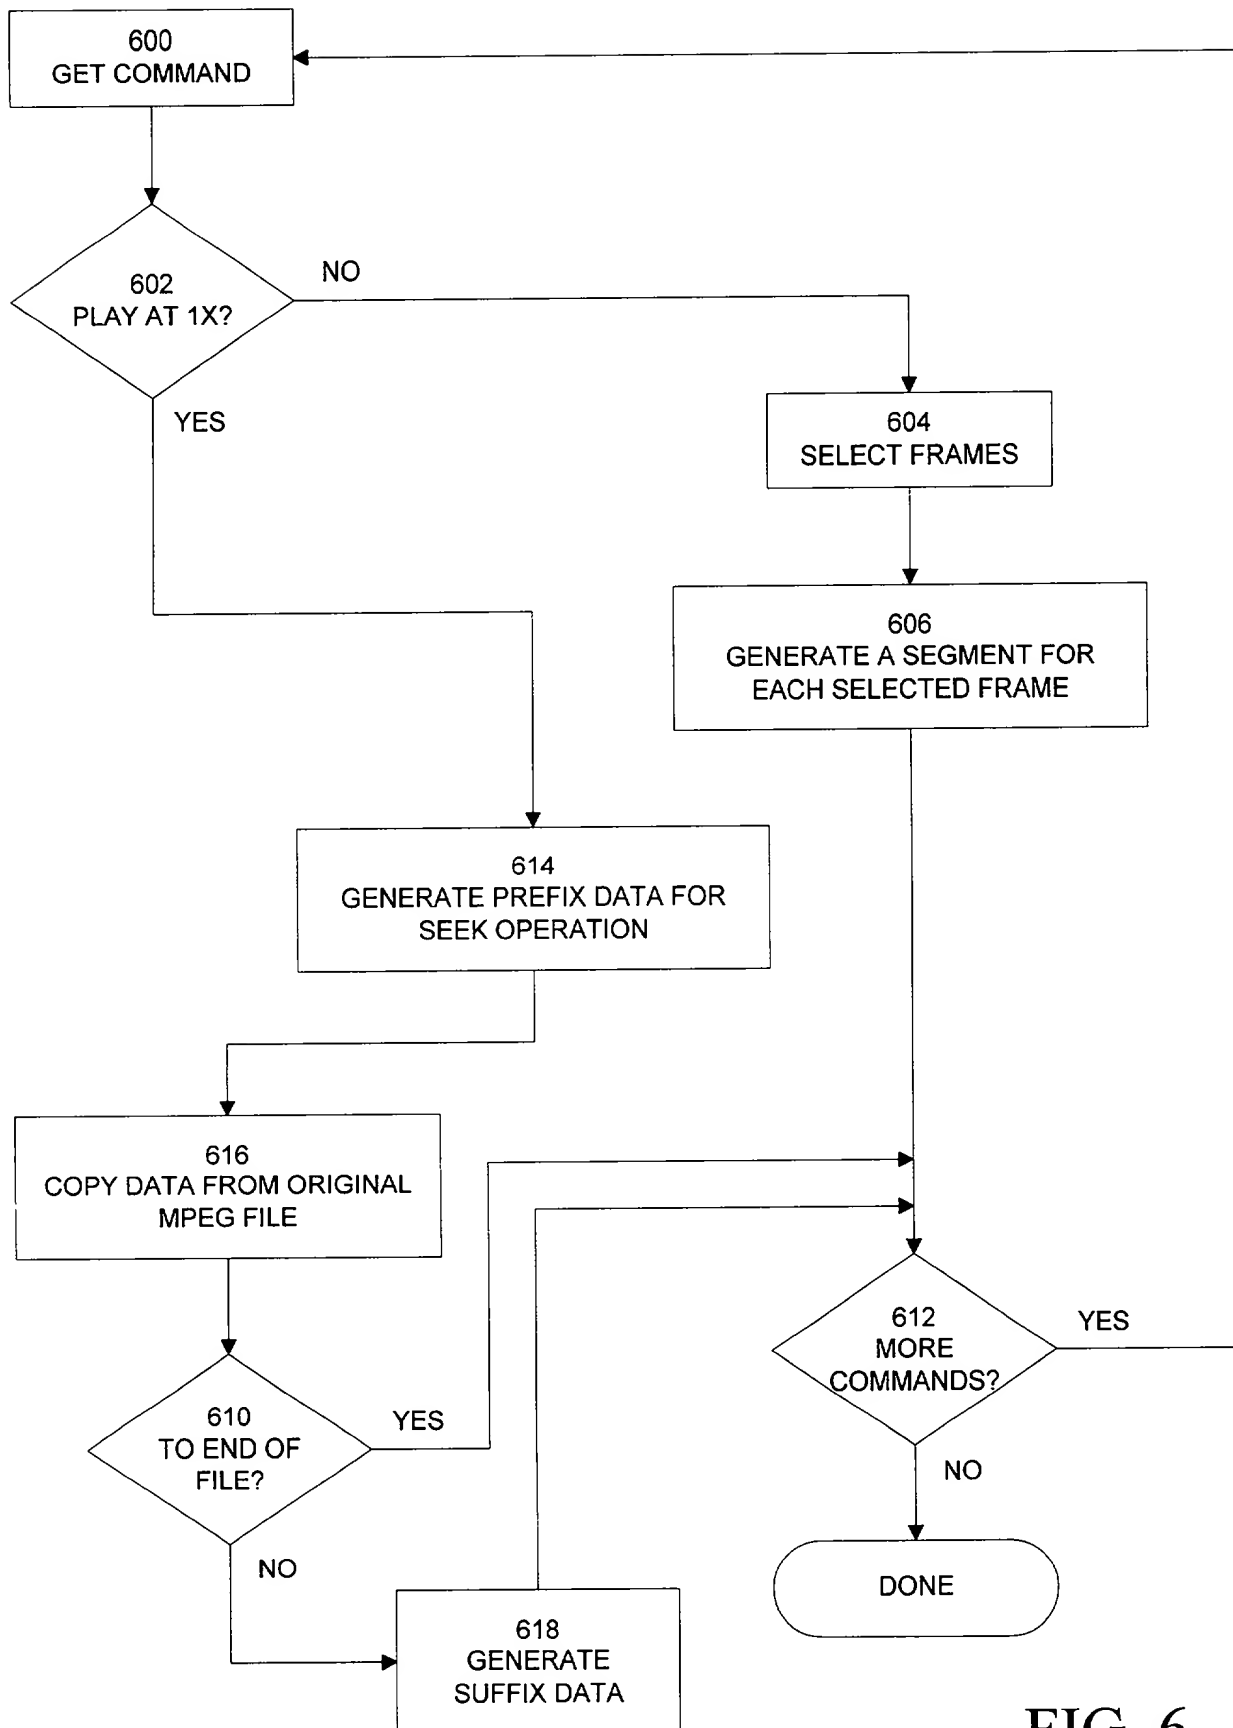 600
GET COMMAND
602
PLAY AT 1X?
NO
YES
604
SELECT FRAMES
606
GENERATE A SEGMENT FOR
EACH SELECTED FRAME
614
GENERATE PREFIX DATA FOR
SEEK OPERATION
616
COPY DATA FROM ORIGINAL
MPEG FILE
610
TO END OF
FILE?
YES
NO
612
MORE
COMMANDS?
YES
NO
DONE
618
GENERATE
SUFFIX DATA
FIG. 6